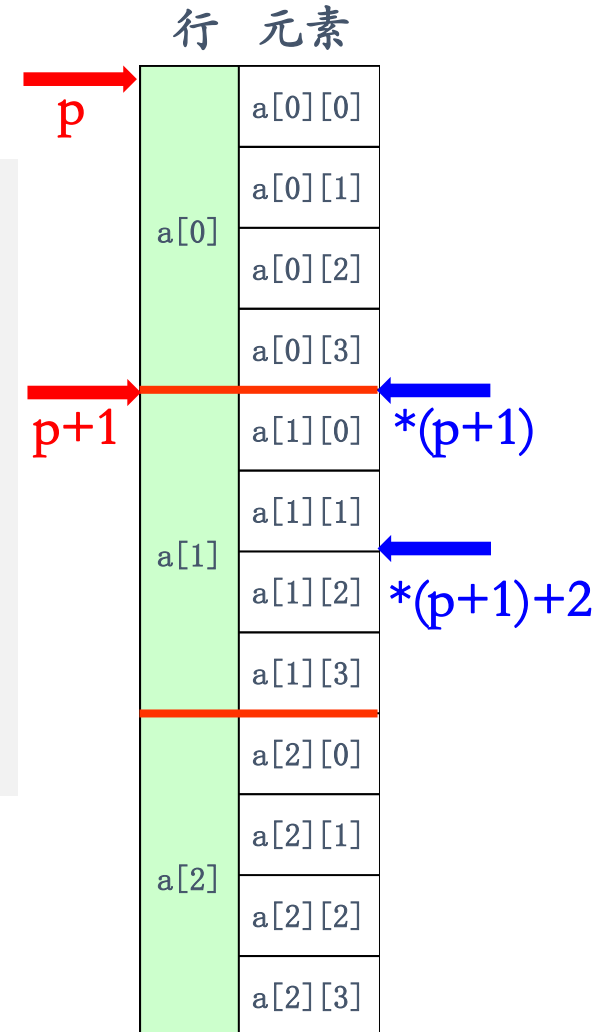 行 元素
p
a[0][0]
a[0][1]
a[0]
a[0][2]
a[0][3]
p+1
*(p+1)
a[1][0]
a[1][1]
a[1]
a[1][2]
*(p+1)+2
a[1][3]
a[2][0]
a[2][1]
a[2]
a[2][2]
a[2][3]